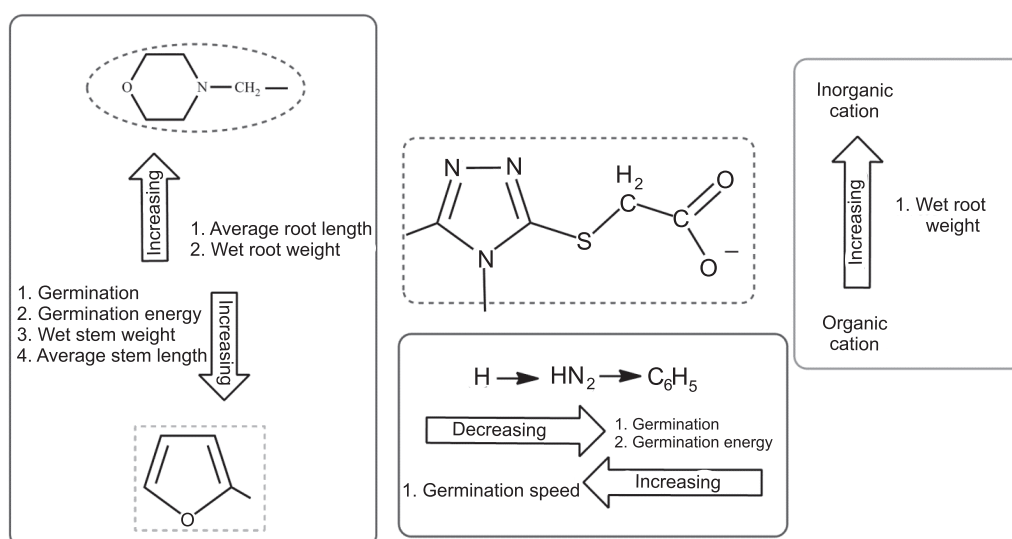 O
N
CH2
Increasing
1. Average root length
2. Wet root weight
1. Germination
2. Germination energy
3. Wet stem weight
4. Average stem length
Increasing
O
N
N
N
S
H2
C
C
O
O
−
H → HN2 → C6H5
Decreasing
1. Germination
2. Germination energy
1. Germination speed
Increasing
Inorganic
cation
Increasing
1. Wet root
weight
Organic
cation